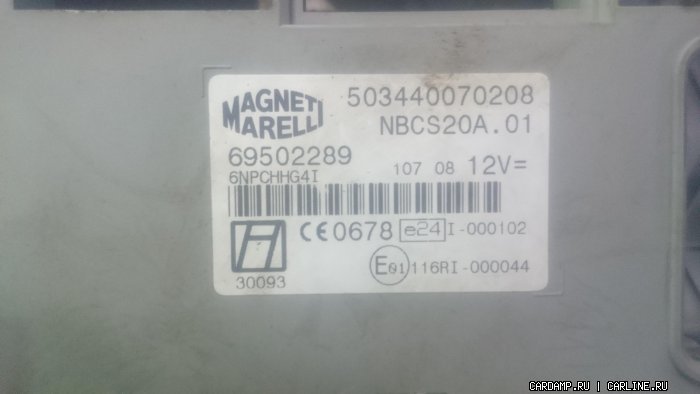 MAGNETI
MARELLI
503440070208
NBCS20A.01
69502289
6NPCHHG4I
107 08 12V=
CE0678 e24 I-000102
E01 116RI-000044
30093
CARDAMP.RU | CARLINE.RU